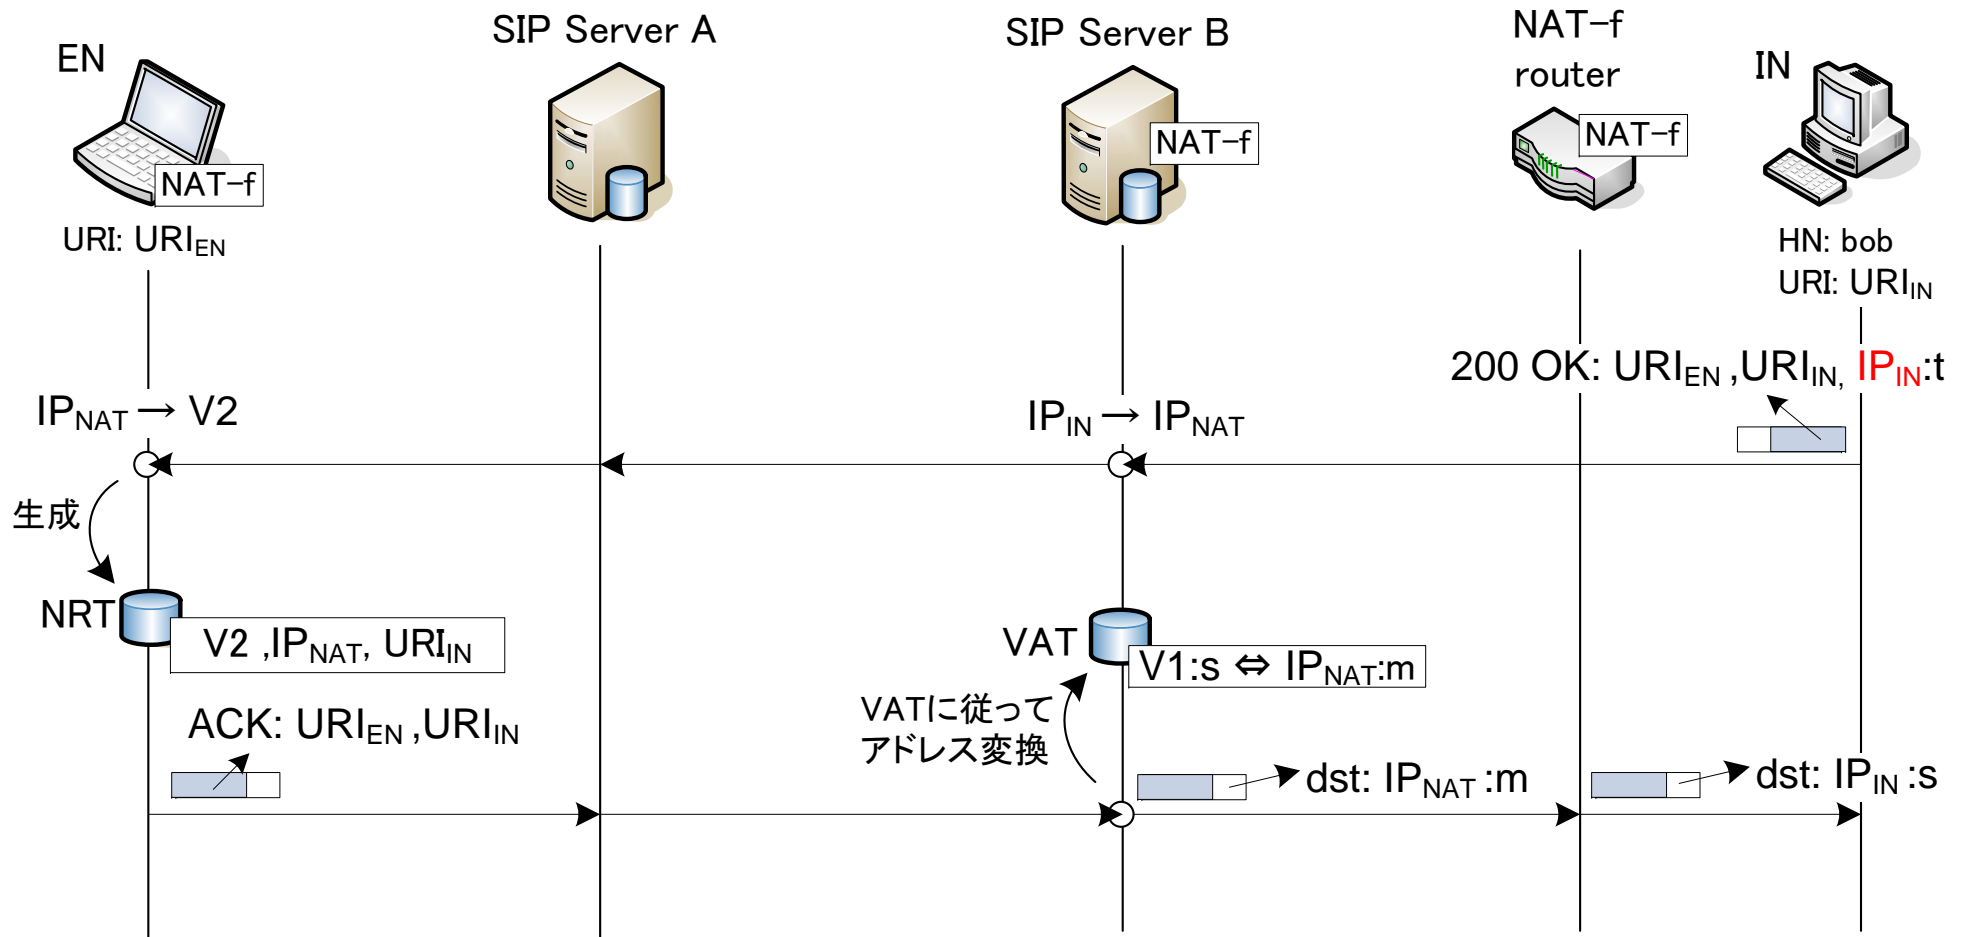 EN
SIP Server A
SIP Server B
NAT-f
router
IN
NAT-f
NAT-f
NAT-f
URI: URIEN
HN: bob
URI: URIIN
200 OK: URIEN ,URIIN, IPIN:t
IPNAT → V2
IPIN → IPNAT
生成
NRT
V2 ,IPNAT, URIIN
VAT
V1:s ⇔ IPNAT:m
ACK: URIEN ,URIIN
VATに従って
アドレス変換
dst: IPNAT :m
dst: IPIN :s